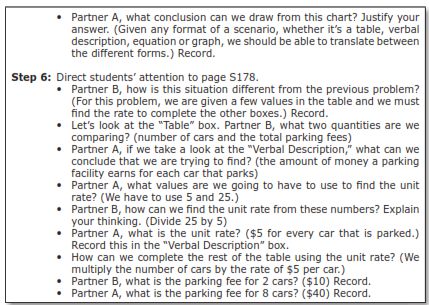 • Partner A, what conclusion can we draw from this chart? Justify your
answer. (Given any format of a scenario, whether it's a table, verbal
description, equation or graph, we should be able to translate between
the different forms.) Record.
Step 6: Direct students' attention to page S178.
• Partner B, how is this situation different from the previous problem?
(For this problem, we are given a few values in the table and we must
find the rate to complete the other boxes.) Record.
• Let's look at the "Table" box. Partner B, what two quantities are we
comparing? (number of cars and the total parking fees)
• Partner A, if we take a look at the "Verbal Description," what can we
conclude that we are trying to find? (the amount of money a parking
facility earns for each car that parks)
• Partner A, what values are we going to have to use to find the unit
rate? (We have to use 5 and 25.)
• Partner B, how can we find the unit rate from these numbers? Explain
your thinking. (Divide 25 by 5)
• Partner A, what is the unit rate? ($5 for every car that is parked.)
Record this in the "Verbal Description" box.
• How can we complete the rest of the table using the unit rate? (We
multiply the number of cars by the rate of $5 per car.)
• Partner B, what is the parking fee for 2 cars? ($10) Record.
• Partner A, what is the parking fee for 8 cars? ($40) Record.